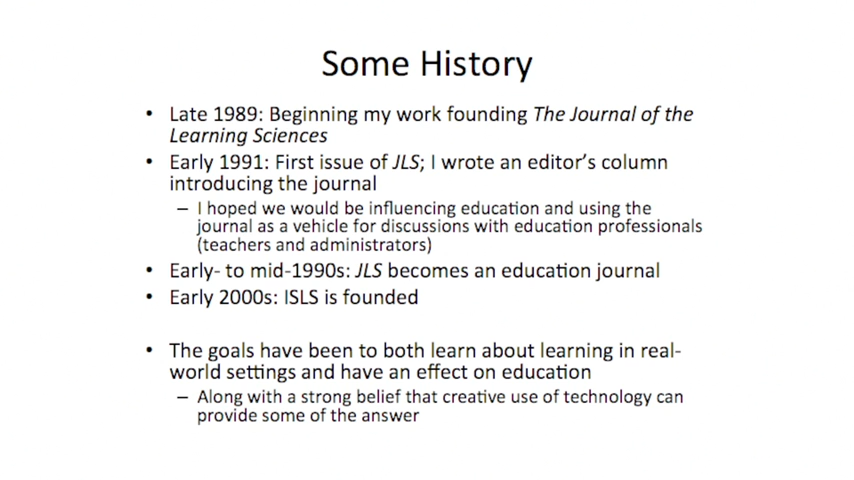 Some History
• Late 1989: Beginning my work founding The Journal of the
Learning Sciences
• Early 1991: First issue of JLS; I wrote an editor’s column
introducing the journal
– I hoped we would be influencing education and using the
journal as a vehicle for discussions with education professionals
(teachers and administrators)
• Early- to mid-1990s: JLS becomes an education journal
• Early 2000s: ISLS is founded
• The goals have been to both learn about learning in real-
world settings and have an effect on education
– Along with a strong belief that creative use of technology can
provide some of the answer